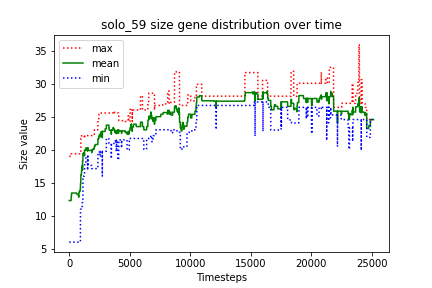 solo_59 size gene distribution over time
max
mean
min
Size value
35
30
25
20
15
10
5
0
5000
10000
15000
20000
25000
Timesteps